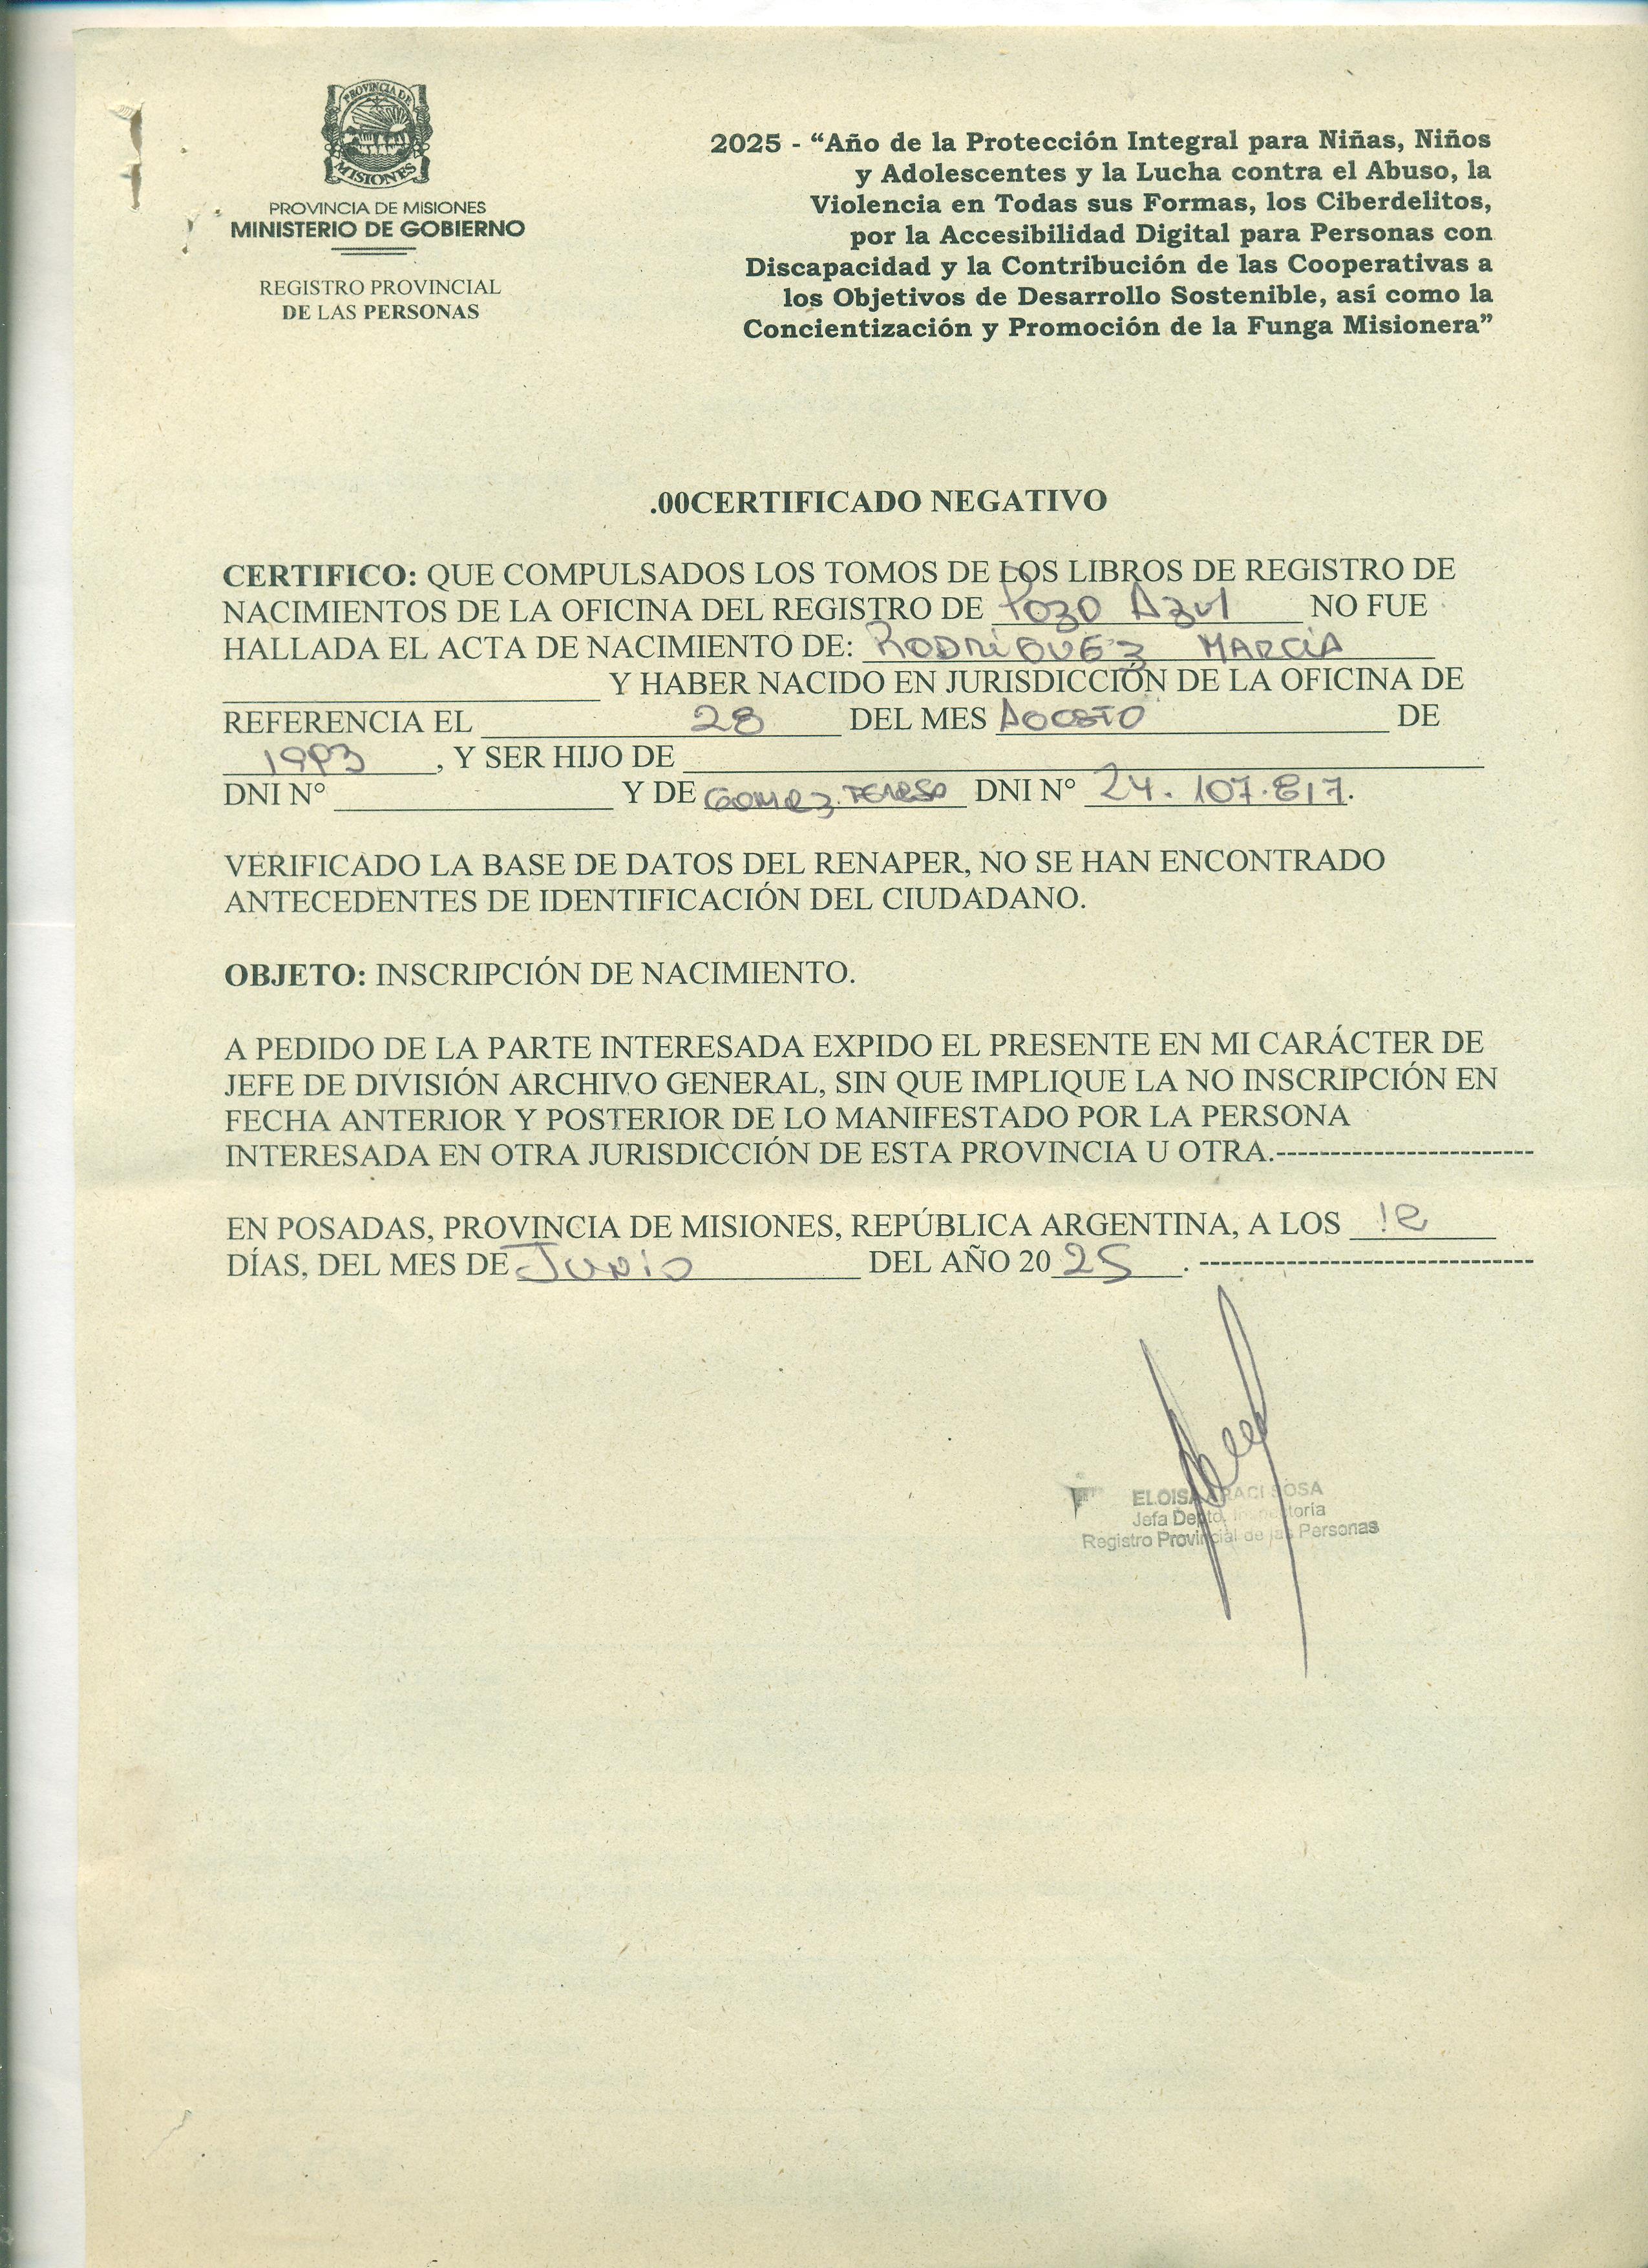 PROVINCIA DE
MISIONES
PROVINCIA DE MISIONES
MINISTERIO DE GOBIERNO
REGISTRO PROVINCIAL
DE LAS PERSONAS
2025 - “Año de la Protección Integral para Niñas, Niños
y Adolescentes y la Lucha contra el Abuso, la
Violencia en Todas sus Formas, los Ciberdelitos,
por la Accesibilidad Digital para Personas con
Discapacidad y la Contribución de las Cooperativas a
los Objetivos de Desarrollo Sostenible, así como la
Concientización y Promoción de la Funga Misionera”
.00CERTIFICADO NEGATIVO
CERTIFICO: QUE COMPULSADOS LOS TOMOS DE LOS LIBROS DE REGISTRO DE
NACIMIENTOS DE LA OFICINA DEL REGISTRO DE Pozo Azul NO FUE
HALLADA EL ACTA DE NACIMIENTO DE: RODRIGUEZ MARCIA
Y HABER NACIDO EN JURISDICCIÓN DE LA OFICINA DE
REFERENCIA EL 28 DEL MES AGOSTO DE
1993, Y SER HIJO DE
DNI N° Y DE GOMEZ TERESA DNI N° 24.107.817.
VERIFICADO LA BASE DE DATOS DEL RENAPER, NO SE HAN ENCONTRADO
ANTECEDENTES DE IDENTIFICACIÓN DEL CIUDADANO.
OBJETO: INSCRIPCIÓN DE NACIMIENTO.
A PEDIDO DE LA PARTE INTERESADA EXPIDO EL PRESENTE EN MI CARÁCTER DE
JEFE DE DIVISIÓN ARCHIVO GENERAL, SIN QUE IMPLIQUE LA NO INSCRIPCIÓN EN
FECHA ANTERIOR Y POSTERIOR DE LO MANIFESTADO POR LA PERSONA
INTERESADA EN OTRA JURISDICCIÓN DE ESTA PROVINCIA U OTRA.------------------------
EN POSADAS, PROVINCIA DE MISIONES, REPÚBLICA ARGENTINA, A LOS
DÍAS, DEL MES DE Junio DEL AÑO 2025. -------------------------------
ELOISA ARACI SOSA
Jefa Depto. Inspectoria
Registro Provincial de las Personas